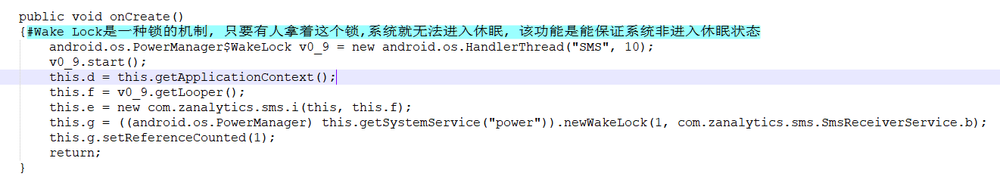 public void onCreate()
{#Wake Lock是一种锁的机制, 只要有人拿着这个锁,系统就无法进入休眠, 该功能是能保证系统非进入休眠状态
android.os.PowerManager$WakeLock v0_9 = new android.os.HandlerThread("SMS", 10);
v0_9.start();
this.d = this.getApplicationContext();
this.f = v0_9.getLooper();
this.e = new com.zanalytics.sms.i(this, this.f);
this.g = ((android.os.PowerManager) this.getSystemService("power")).newWakeLock(1, com.zanalytics.sms.SmsReceiverService.b);
this.g.setReferenceCounted(1);
return;
}